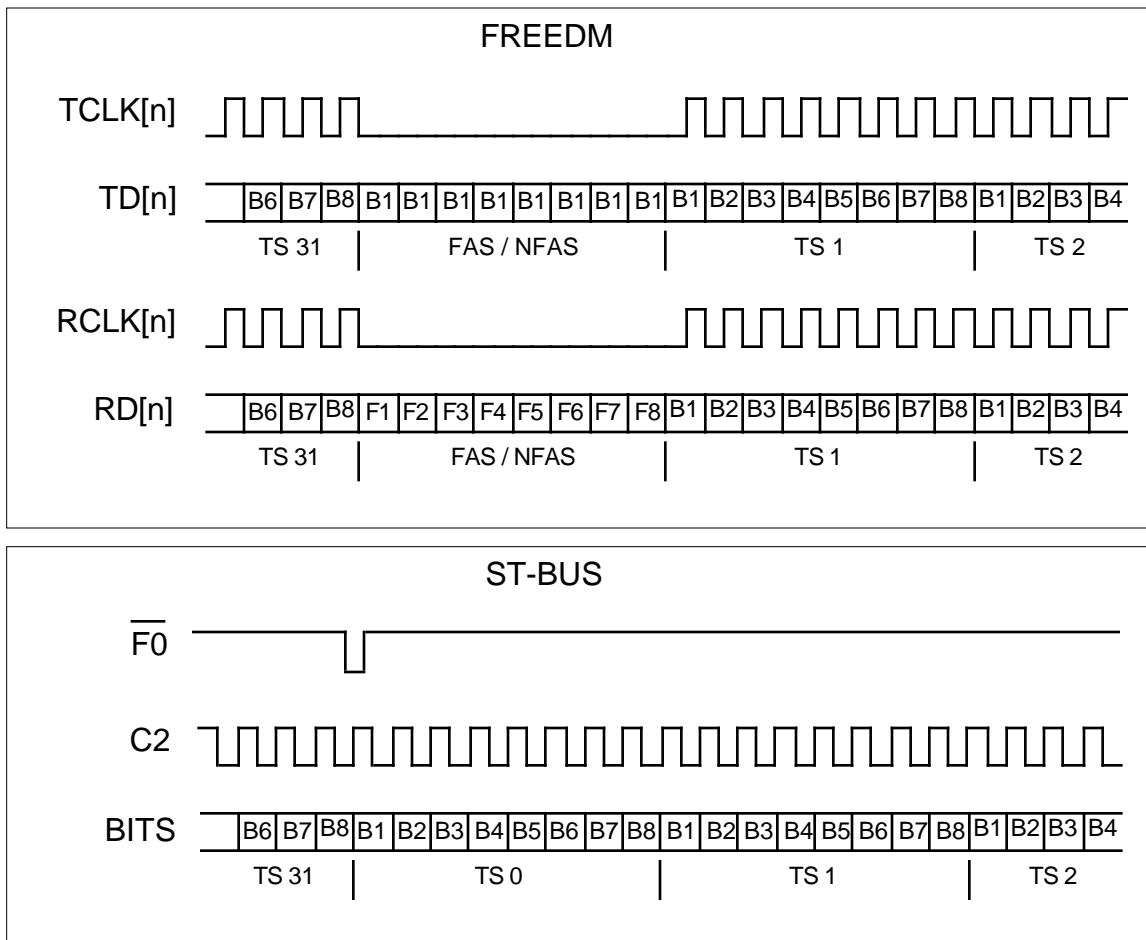 FREEDM
TCLK[n]
TD[n] B6 B7 B8 B1 B1 B1 B1 B1 B1 B1 B1 B1 B2 B3 B4 B5 B6 B7 B8 B1 B2 B3 B4
TS 31 FAS / NFAS TS 1 TS 2
RCLK[n]
RD[n] B6 B7 B8 F1 F2 F3 F4 F5 F6 F7 F8 B1 B2 B3 B4 B5 B6 B7 B8 B1 B2 B3 B4
TS 31 FAS / NFAS TS 1 TS 2
ST-BUS
F0
C2
BITS B6 B7 B8 B1 B2 B3 B4 B5 B6 B7 B8 B1 B2 B3 B4 B5 B6 B7 B8 B1 B2 B3 B4
TS 31 TS 0 TS 1 TS 2